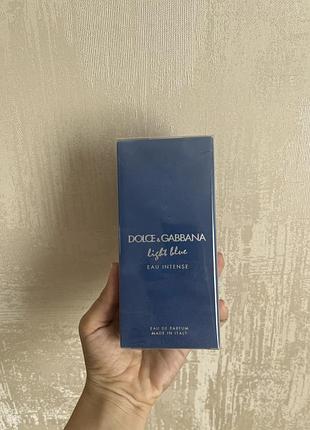 DOLCE & GABBANA
light blue
EAU INTENSE
EAU DE PARFUM
MADE IN ITALY